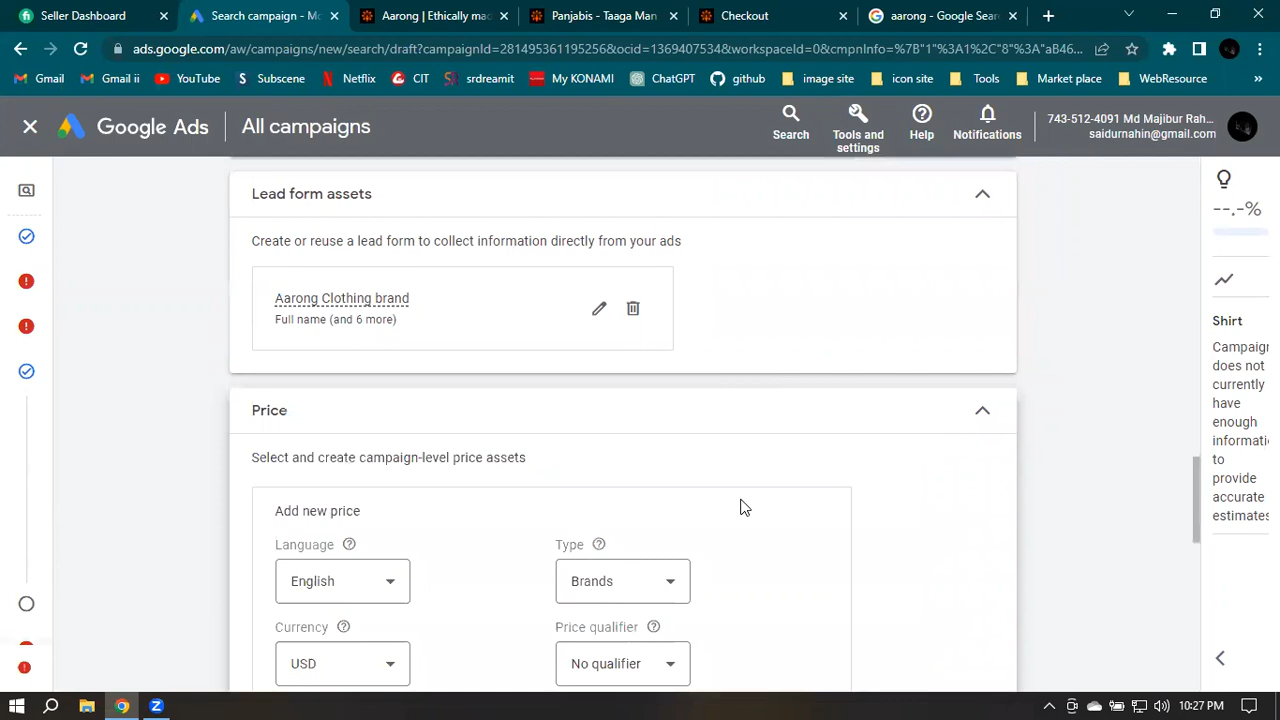 Seller Dashboard
Search campaign - Mc
Aarong | Ethically mad
Panjabis - Taaga Man
Checkout
aarong - Google Sear
ads.google.com/aw/campaigns/new/search/draft?campaignId=281495361195256&ocid=13694075334&workspaceId=0&cmpnInfo=%7B"1"%3A1%2C"8"%3A"aB46...
Gmail
Gmail ii
YouTube
Subscene
Netflix
CIT
srdreamit
My KONAMI
ChatGPT
github
image site
icon site
Tools
Market place
WebResource
»
Google Ads
All campaigns
Search
Tools and
settings
Help
Notifications
743-512-4091 Md Majibur Rah...
saidurnahin@gmail.com
Lead form assets
Create or reuse a lead form to collect information directly from your ads
Aarong Clothing brand
Full name (and 6 more)
Price
Select and create campaign-level price assets
Add new price
Language
Type
English
Brands
Currency
Price qualifier
USD
No qualifier
--.-%
Shirt
Campaign
does not
currently
have
enough
informati
to
provide
accurate
estimates
10:27 PM